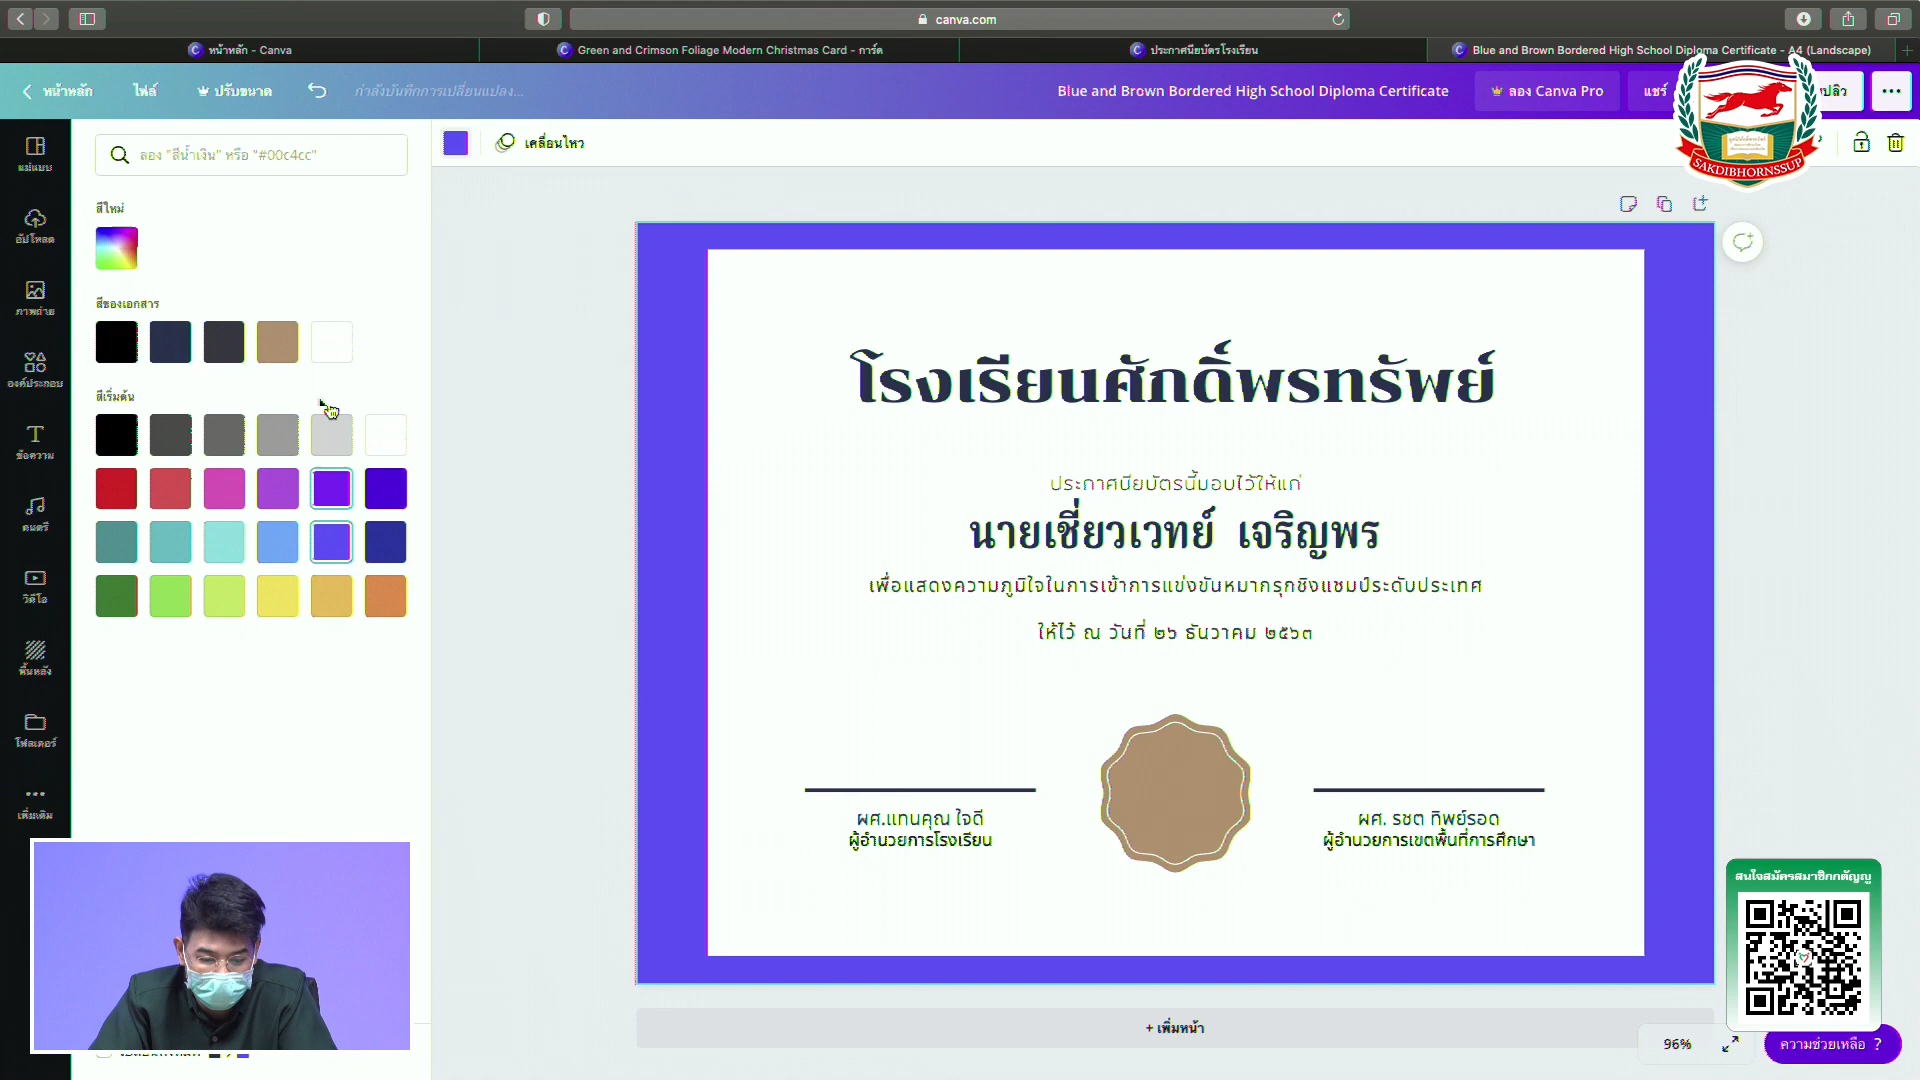 canva.com
หน้าหลัก - Canva
Green and Crimson Foliage Modern Christmas Card - การ์ด
ประกาศนียบัตรโรงเรียน
Blue and Brown Bordered High School Diploma Certificate - A4 (Landscape)
หน้าหลัก
ไฟล์
ปรับขนาด
กำลังบันทึกการเปลี่ยนแปลง...
Blue and Brown Bordered High School Diploma Certificate
ลอง Canva Pro
แชร์
SAKDIBHORNSSUP
แม่แบบ
อัปโหลด
ภาพถ่าย
องค์ประกอบ
ข้อความ
ดนตรี
วิดีโอ
พื้นหลัง
โฟลเดอร์
เพิ่มเติม
ลอง "สีน้ำเงิน" หรือ "#00c4cc"
สีใหม่
สีของเอกสาร
สีเริ่มต้น
เคลื่อนไหว
โรงเรียนศักดิ์พรทรัพย์
ประกาศนียบัตรนี้มอบไว้ให้แก่
นายเชี่ยวเวทย์ เจริญพร
เพื่อแสดงความภูมิใจในการเข้าการแข่งขันหมากรุกชิงแชมป์ระดับประเทศ
ให้ไว้ ณ วันที่ ๒๖ ธันวาคม ๒๕๖๓
ผศ.แทนคุณ ใจดี
ผู้อำนวยการโรงเรียน
ผศ. รชต ทิพย์รอด
ผู้อำนวยการเขตพื้นที่การศึกษา
+ เพิ่มหน้า
สนใจสมัครสมาชิกกตัญญู
96%
ความช่วยเหลือ ?